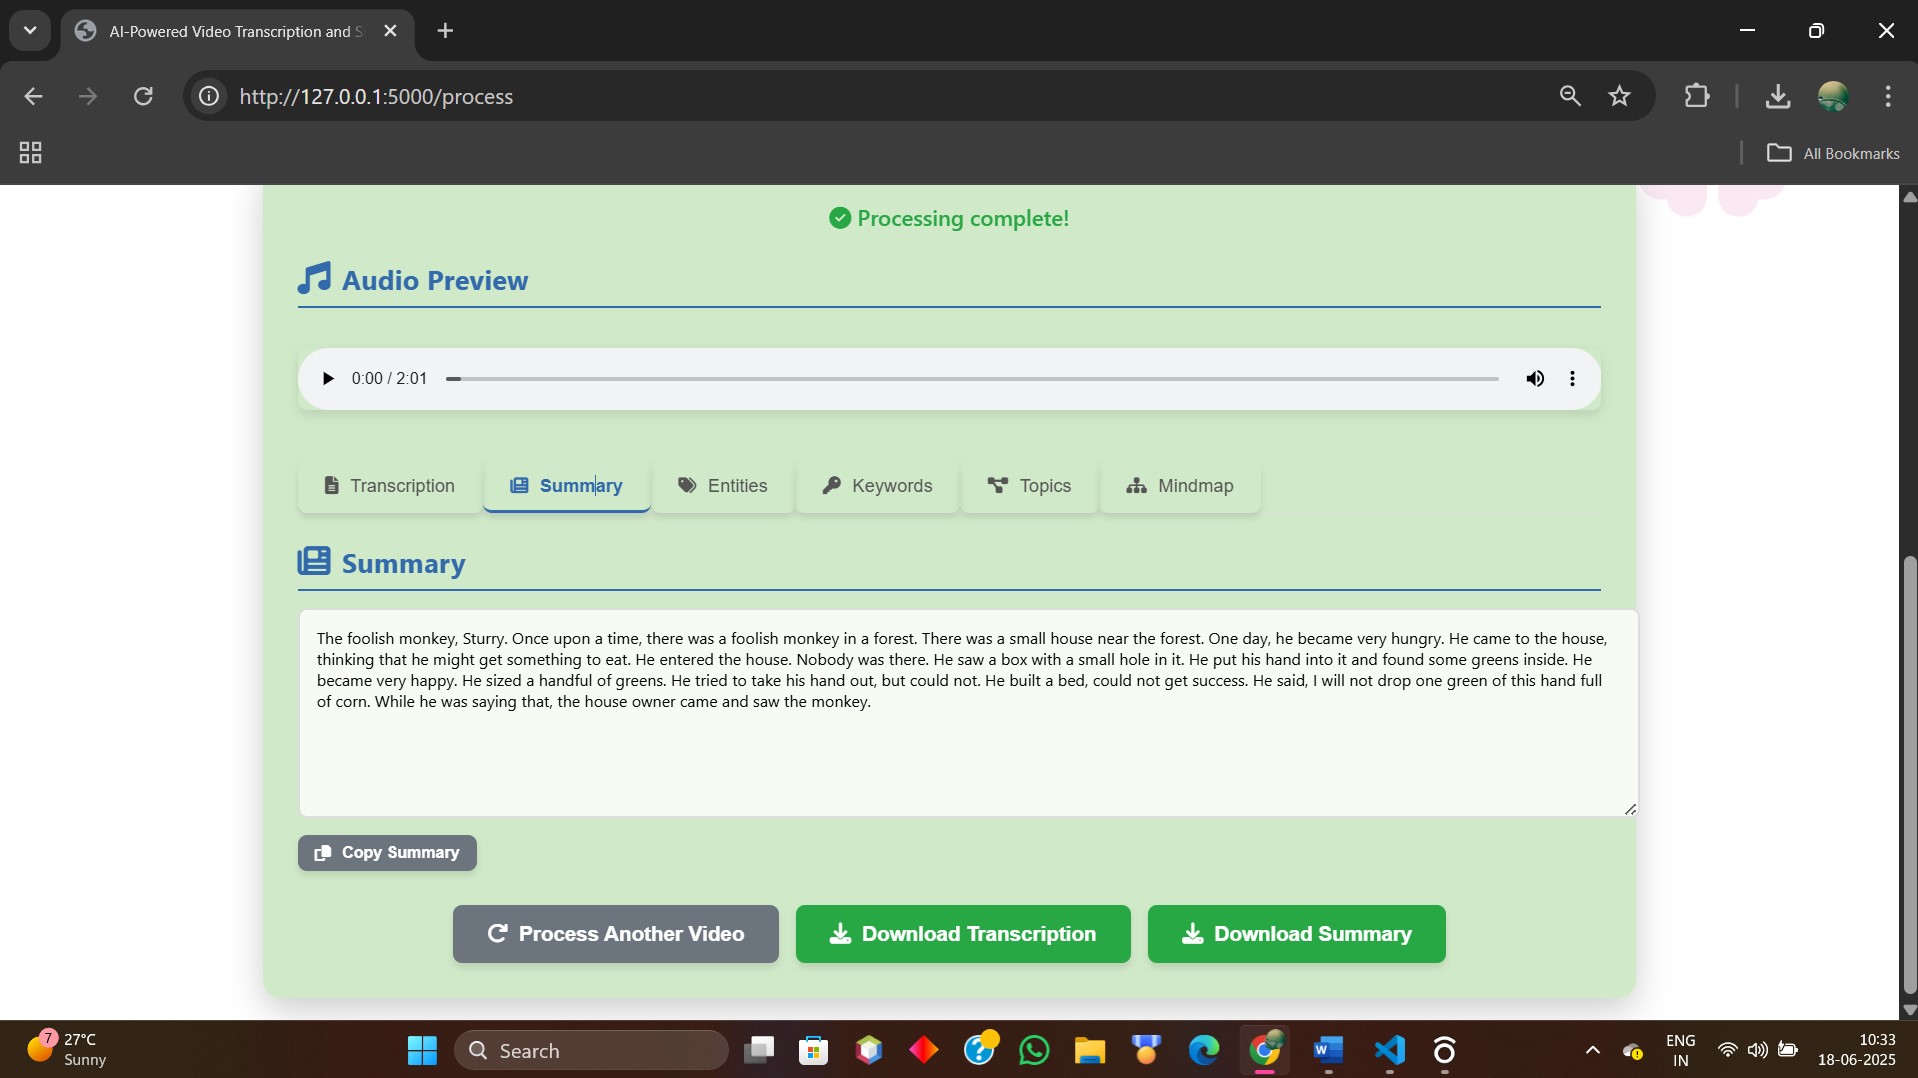 AI-Powered Video Transcription and S
http://127.0.0.1:5000/process
All Bookmarks
Processing complete!
Audio Preview
0:00 / 2:01
Transcription
Summary
Entities
Keywords
Topics
Mindmap
Summary
The foolish monkey, Sturry. Once upon a time, there was a foolish monkey in a forest. There was a small house near the forest. One day, he became very hungry. He came to the house,
thinking that he might get something to eat. He entered the house. Nobody was there. He saw a box with a small hole in it. He put his hand into it and found some greens inside. He
became very happy. He sized a handful of greens. He tried to take his hand out, but could not. He built a bed, could not get success. He said, I will not drop one green of this hand full
of corn. While he was saying that, the house owner came and saw the monkey.
Copy Summary
Process Another Video
Download Transcription
Download Summary
7
27°C
Sunny
Search
ENG
IN
10:33
18-06-2025